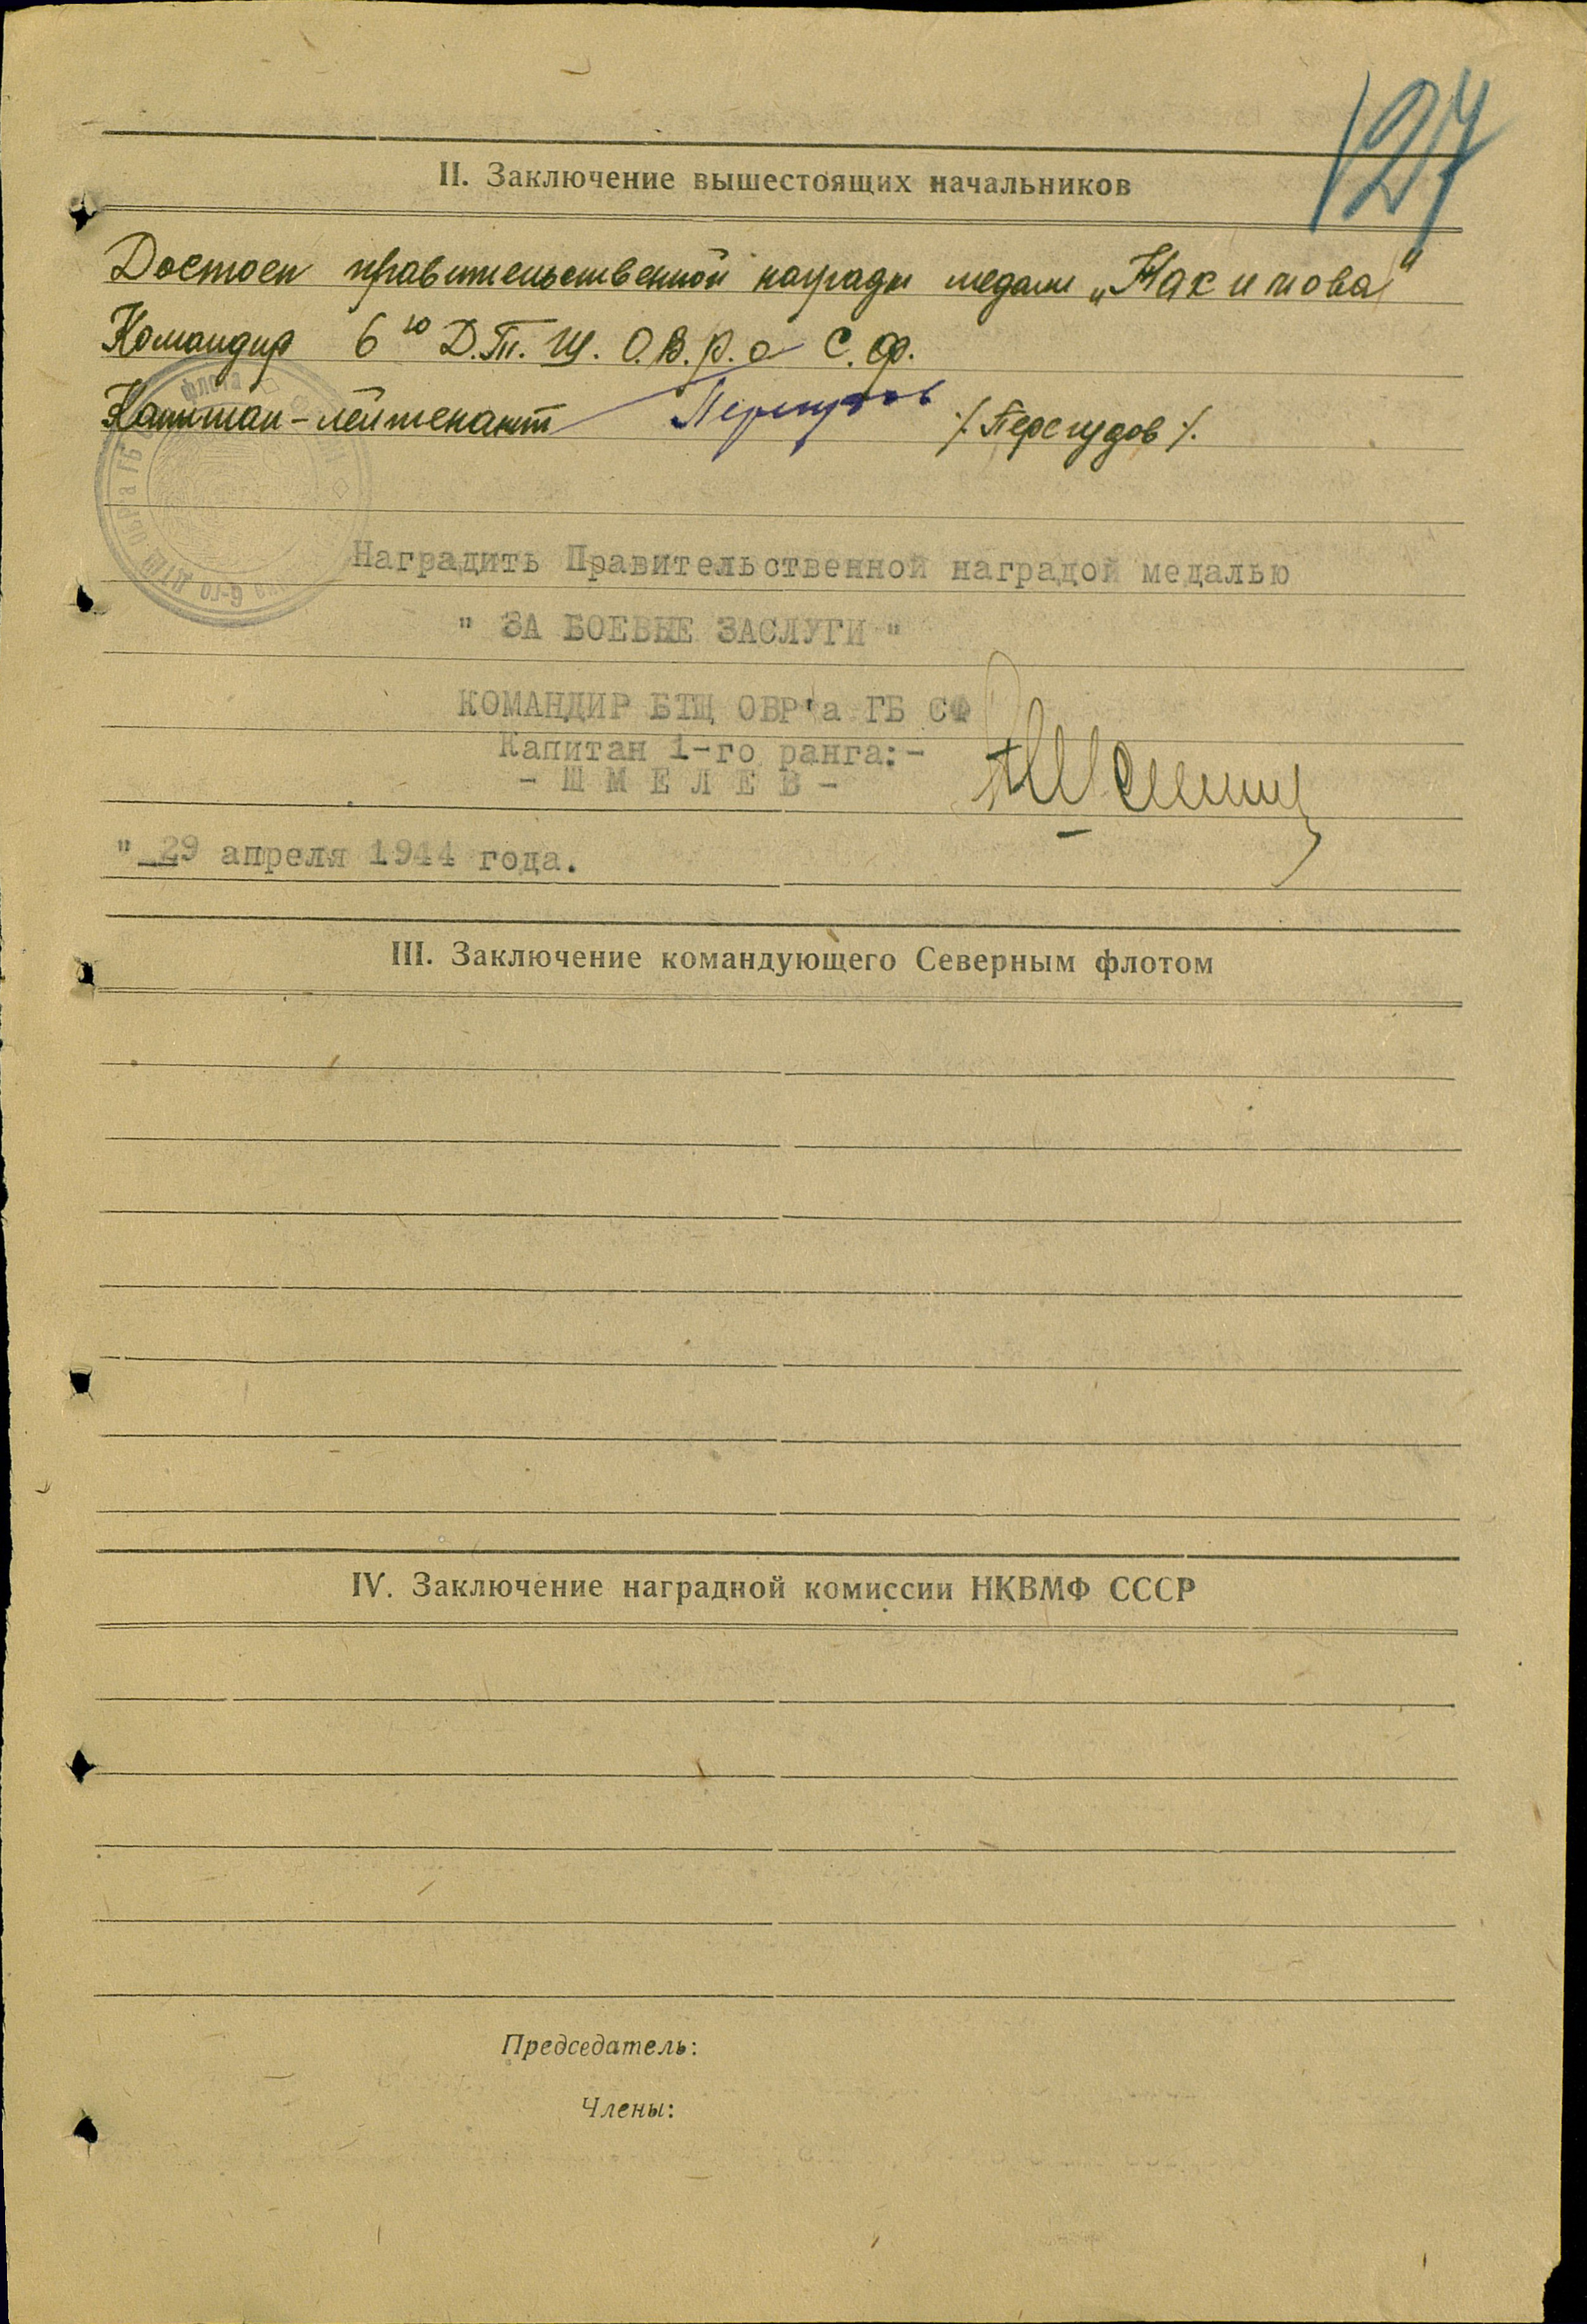 127
II. Заключение вышестоящих начальников
Достоен правительственной награды медали „Накимова"
Командир 6го Д.Т.Щ. О.В.Р.а С.Ф.
Капитан-лейтенант /Перегудов/.
Наградить Правительственной наградой медалью
" ЗА БОЕВЫЕ ЗАСЛУГИ "
КОМАНДИР БТЩ ОВР'а ГБ СФ
Капитан 1-го ранга:-
- Ш М Е Л Е В -
" 29 апреля 1944 года.
III. Заключение командующего Северным флотом
IV. Заключение наградной комиссии НКВМФ СССР
Председатель:
Члены: